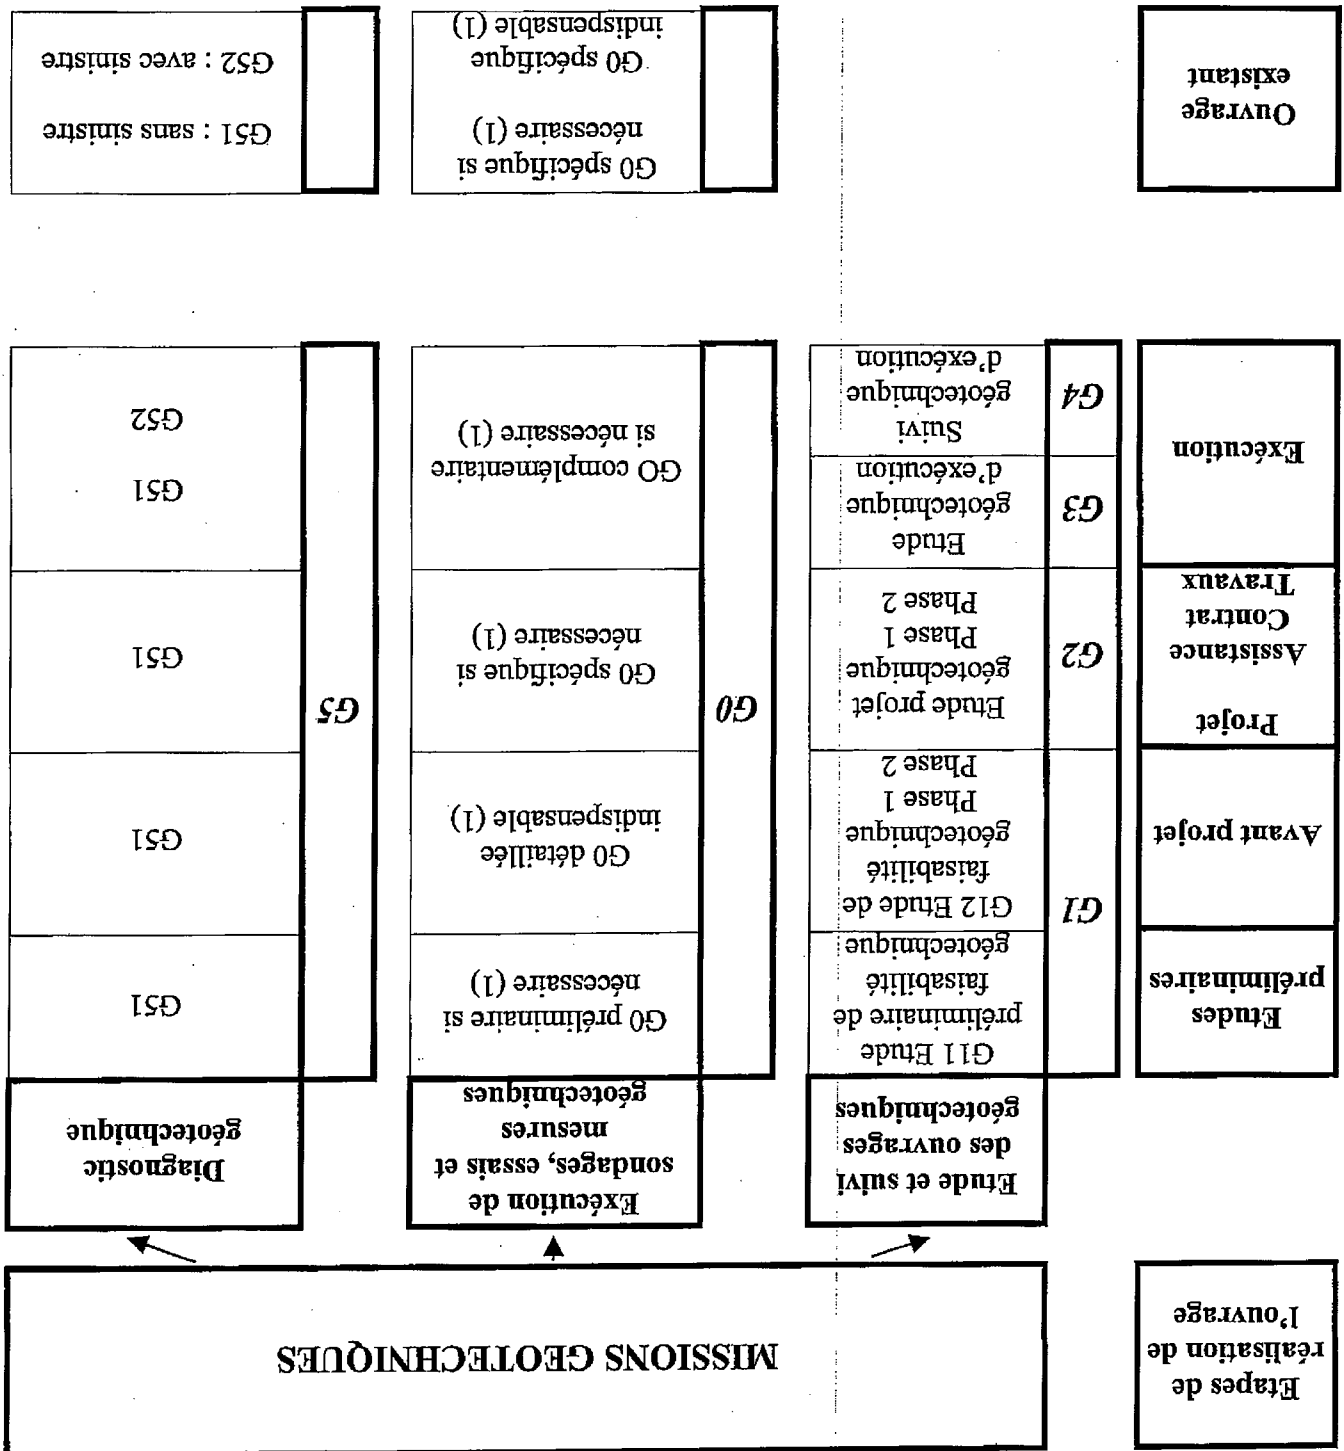 Etapes de
réalisation de
l'ouvrage
MISSIONS GEOTECHNIQUES
Etude et suivi
des ouvrages
géotechniques
Exécution de
sondages, essais et
mesures
géotechniques
Diagnostic
géotechnique
Etudes
préliminaires
G1
G11 Etude
préliminaire de
faisabilité
géotechnique
G0
G0 préliminaire si
nécessaire (1)
G5
G51
Avant projet
G12 Etude de
faisabilité
géotechnique
Phase 1
Phase 2
G0 détaillée
indispensable (1)
G51
Projet
Assistance
Contrat
Travaux
G2
Etude projet
géotechnique
Phase 1
Phase 2
G0 spécifique si
nécessaire (1)
G51
Exécution
G3
Etude
géotechnique
d'exécution
G4
Suivi
géotechnique
d'exécution
GO complémentaire
si nécessaire (1)
G51
G52
Ouvrage
existant
G0 spécifique si
nécessaire (1)
G0 spécifique
indispensable (1)
G51 : sans sinistre
G52 : avec sinistre